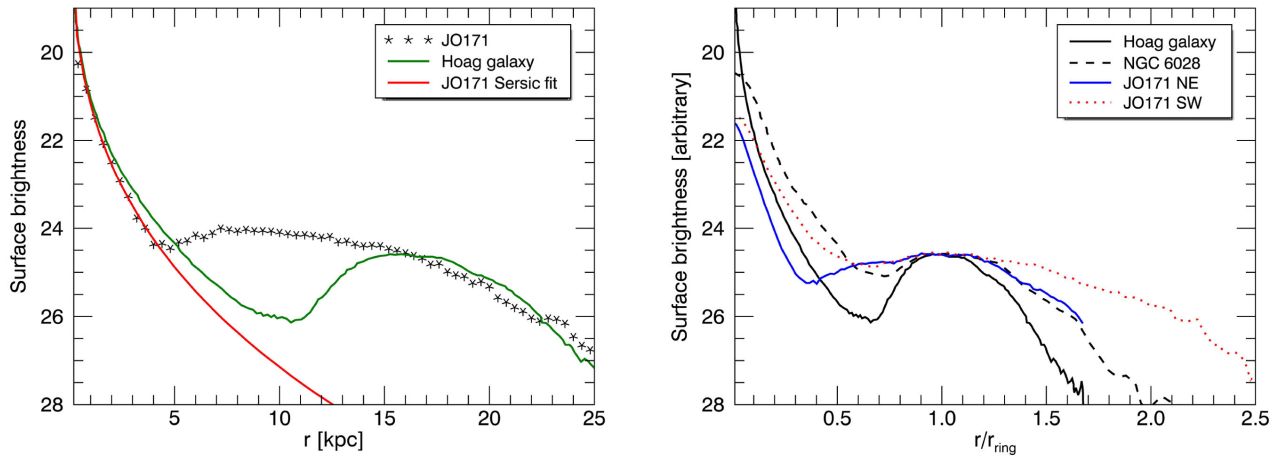 20
22
24
26
28
Surface brightness
5
10
15
20
25
r [kpc]
JO171
Hoag galaxy
JO171 Sersic fit
20
22
24
26
28
Surface brightness [arbitrary]
0.5
1.0
1.5
2.0
2.5
r/r_ring
Hoag galaxy
NGC 6028
JO171 NE
JO171 SW